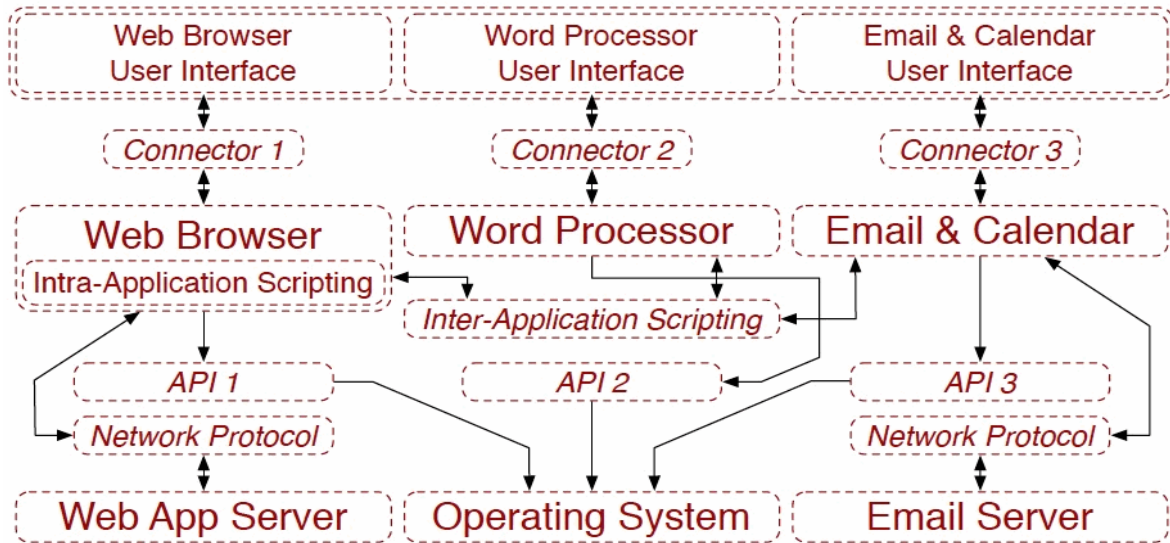 Web Browser
User Interface
Word Processor
User Interface
Email & Calendar
User Interface
Connector 1
Connector 2
Connector 3
Web Browser
Word Processor
Email & Calendar
Intra-Application Scripting
Inter-Application Scripting
API 1
API 2
API 3
Network Protocol
Network Protocol
Web App Server
Operating System
Email Server